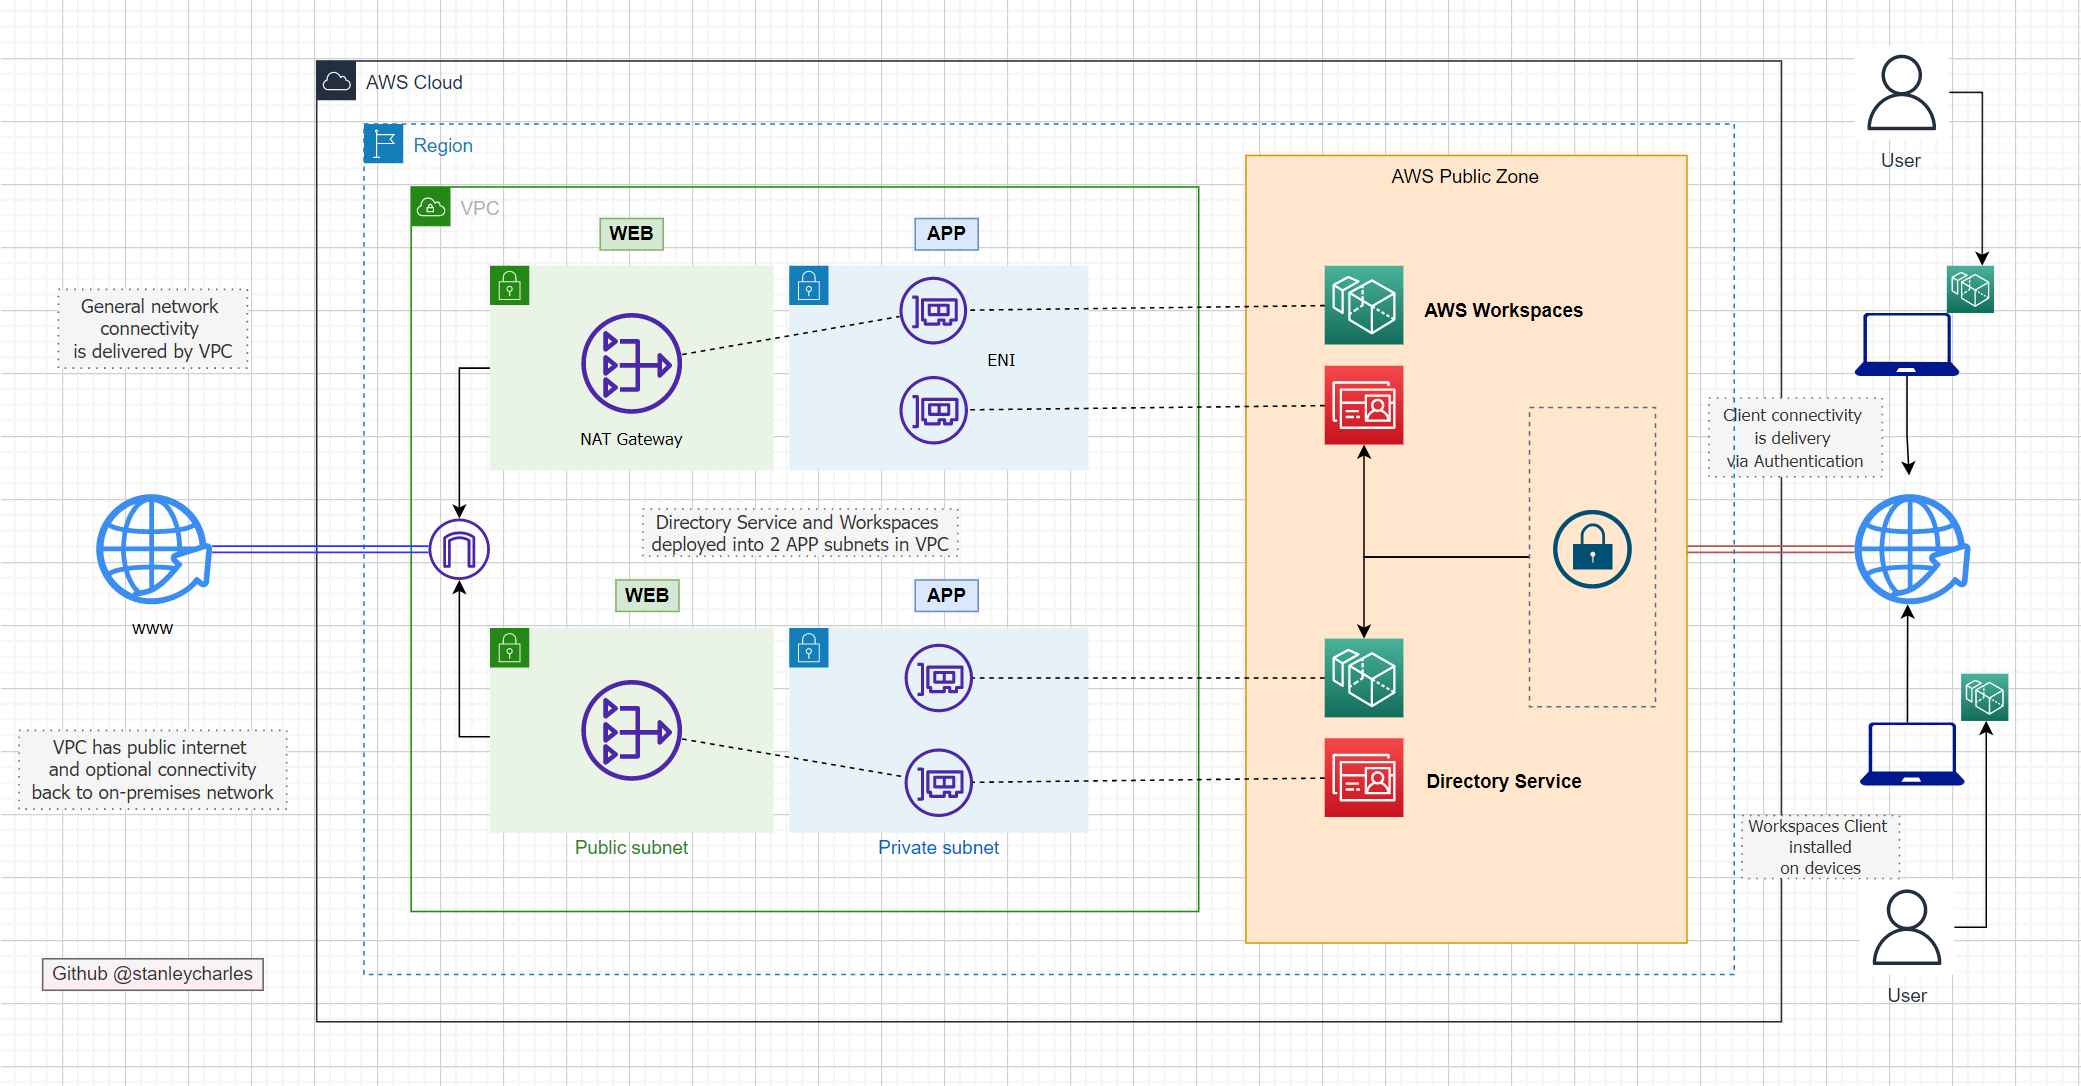 AWS Cloud
User
Region
AWS Public Zone
VPC
WEB
APP
General network
connectivity
is delivered by VPC
AWS Workspaces
ENI
NAT Gateway
Client connectivity
is delivery
via Authentication
Directory Service and Workspaces
deployed into 2 APP subnets in VPC
WEB
APP
www
VPC has public internet
and optional connectivity
back to on-premises network
Directory Service
Public subnet
Private subnet
Workspaces Client
installed
on devices
Github @stanleycharles
User